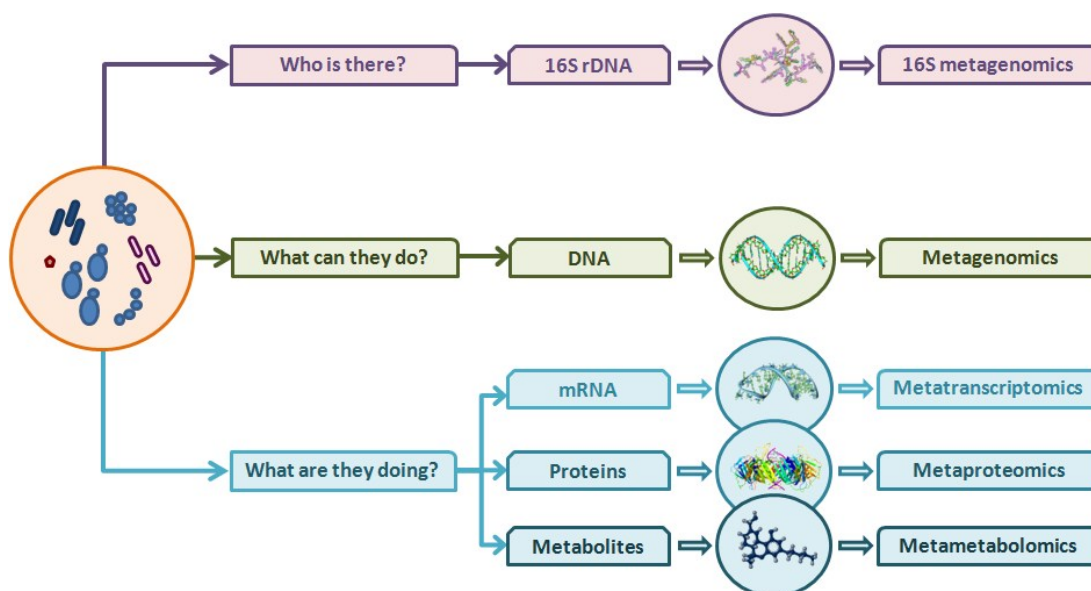 Who is there?
16S rDNA
16S metagenomics
What can they do?
DNA
Metagenomics
What are they doing?
mRNA
Metatranscriptomics
Proteins
Metaproteomics
Metabolites
Metametabolomics